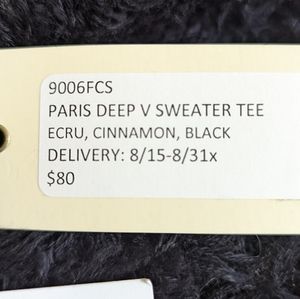 9006FCS
PARIS DEEP V SWEATER TEE
ECRU, CINNAMON, BLACK
DELIVERY: 8/15-8/31x
$80